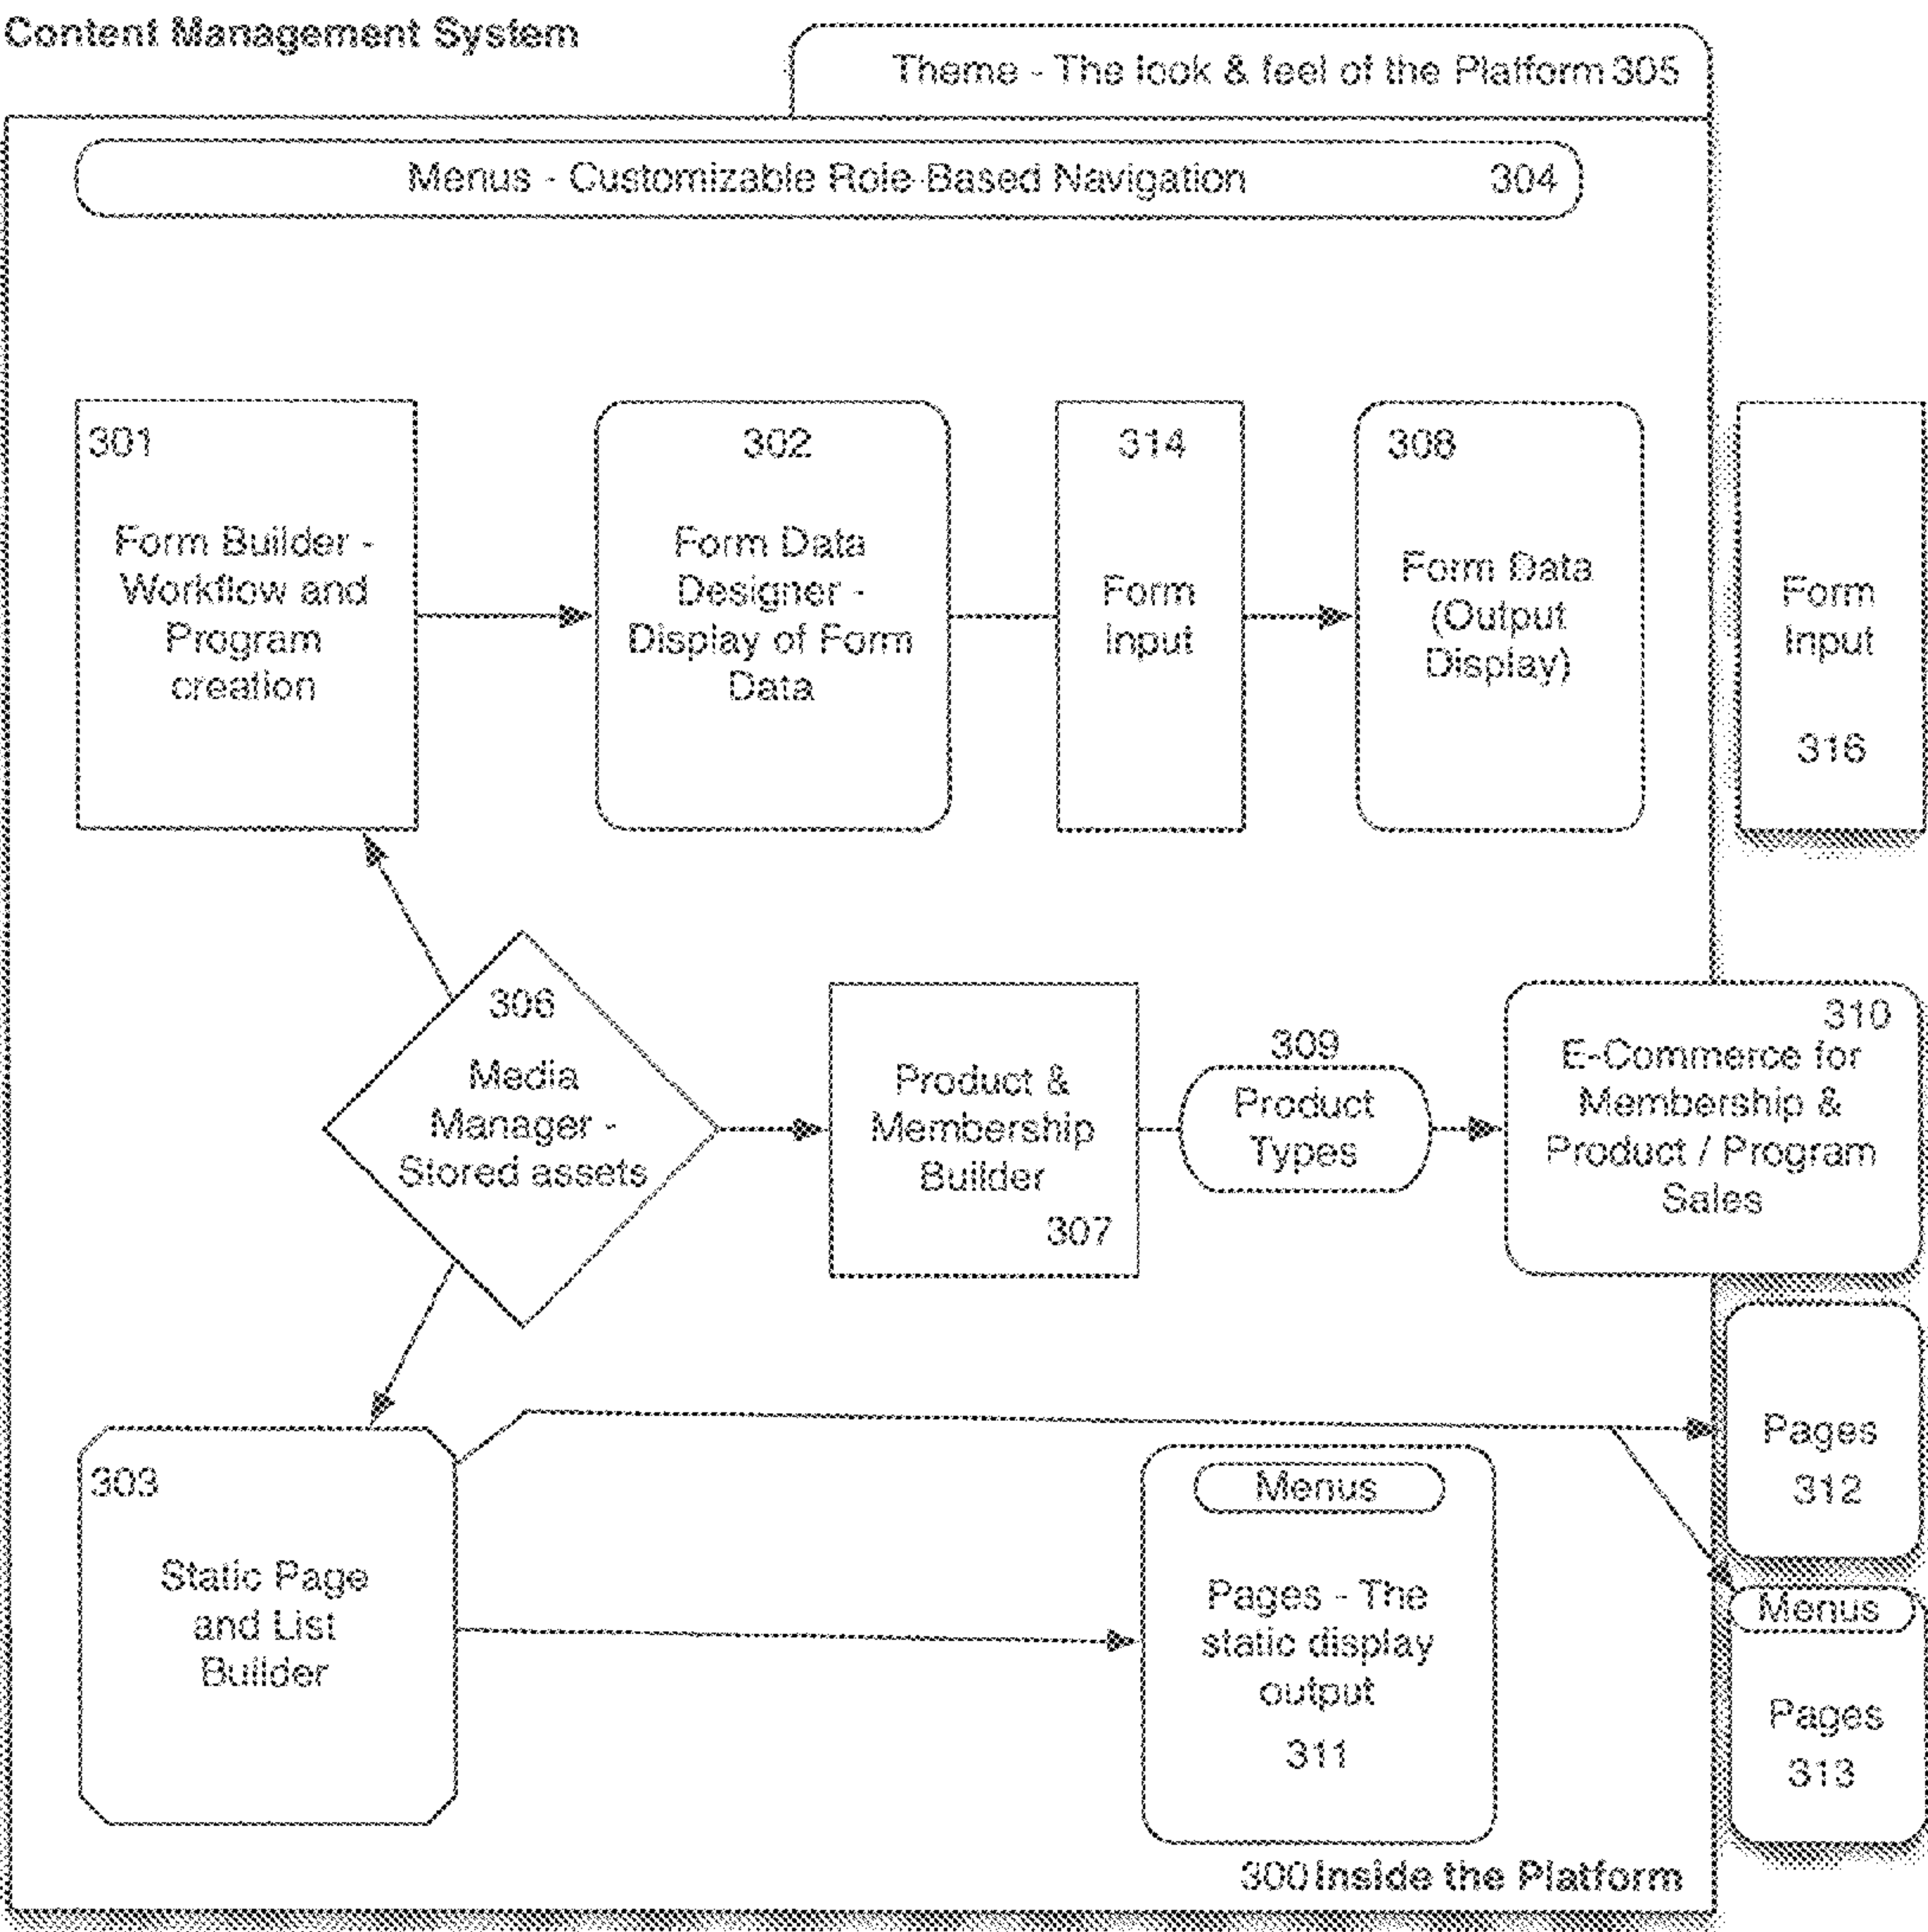 Content Management System
Theme - The look & feel of the Platform 305
Menus - Customizable Role-Based Navigation 304
301
Form Builder -
Workflow and
Program
creation
302
Form Data
Designer -
Display of Form
Data
314
Form
input
308
Form Data
(Output
Display)
Form
Input
316
306
Media
Manager -
Stored assets
Product &
Membership
Builder
307
309
Product
Types
310
E-Commerce for
Membership &
Product / Program
Sales
Pages
312
303
Static Page
and List
Builder
Menus
Pages - The
static display
output
311
Menus
Pages
313
300 Inside the Platform